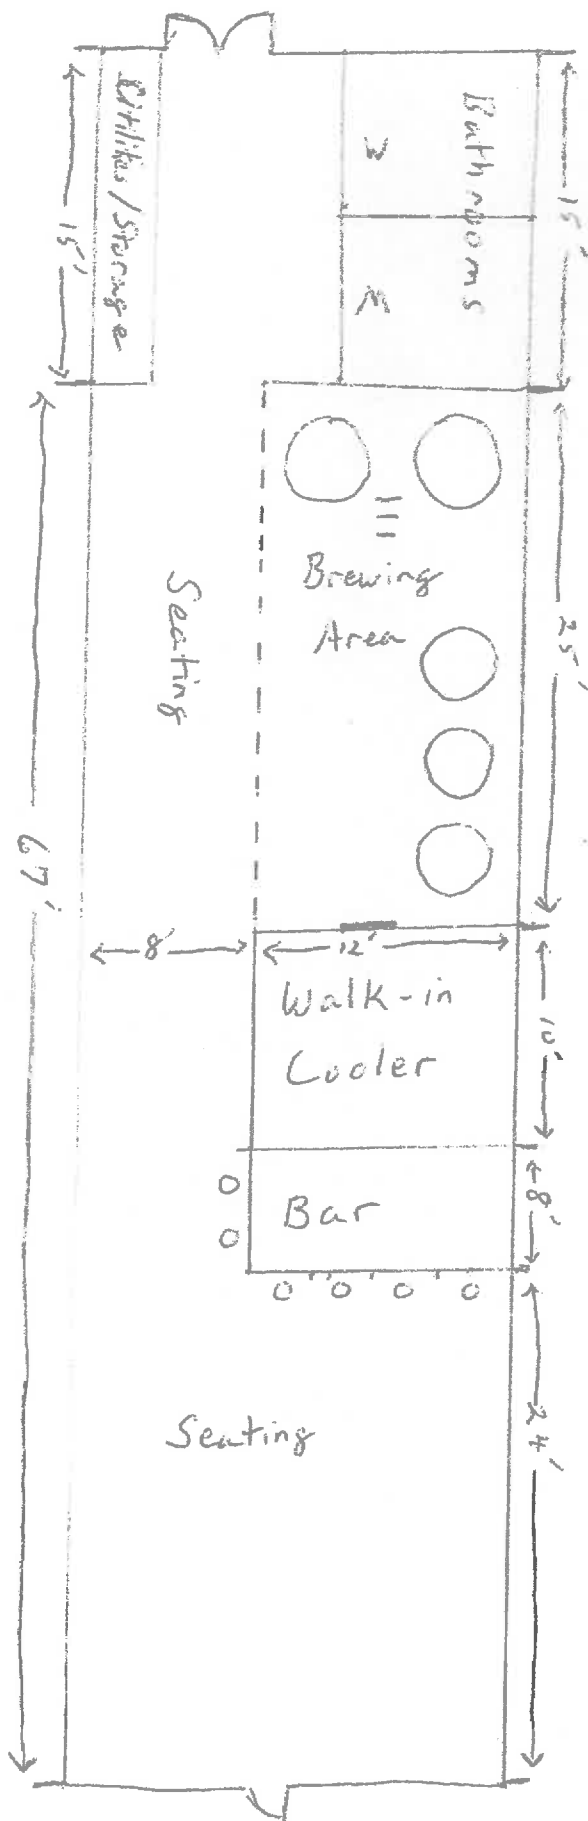 Utilities/Storage
15'
W
M
Bathrooms
15'
Brewing
Area
Seating
25'
67'
8'
12'
Walk-in
Cooler
10'
Bar
8'
Seating
24'